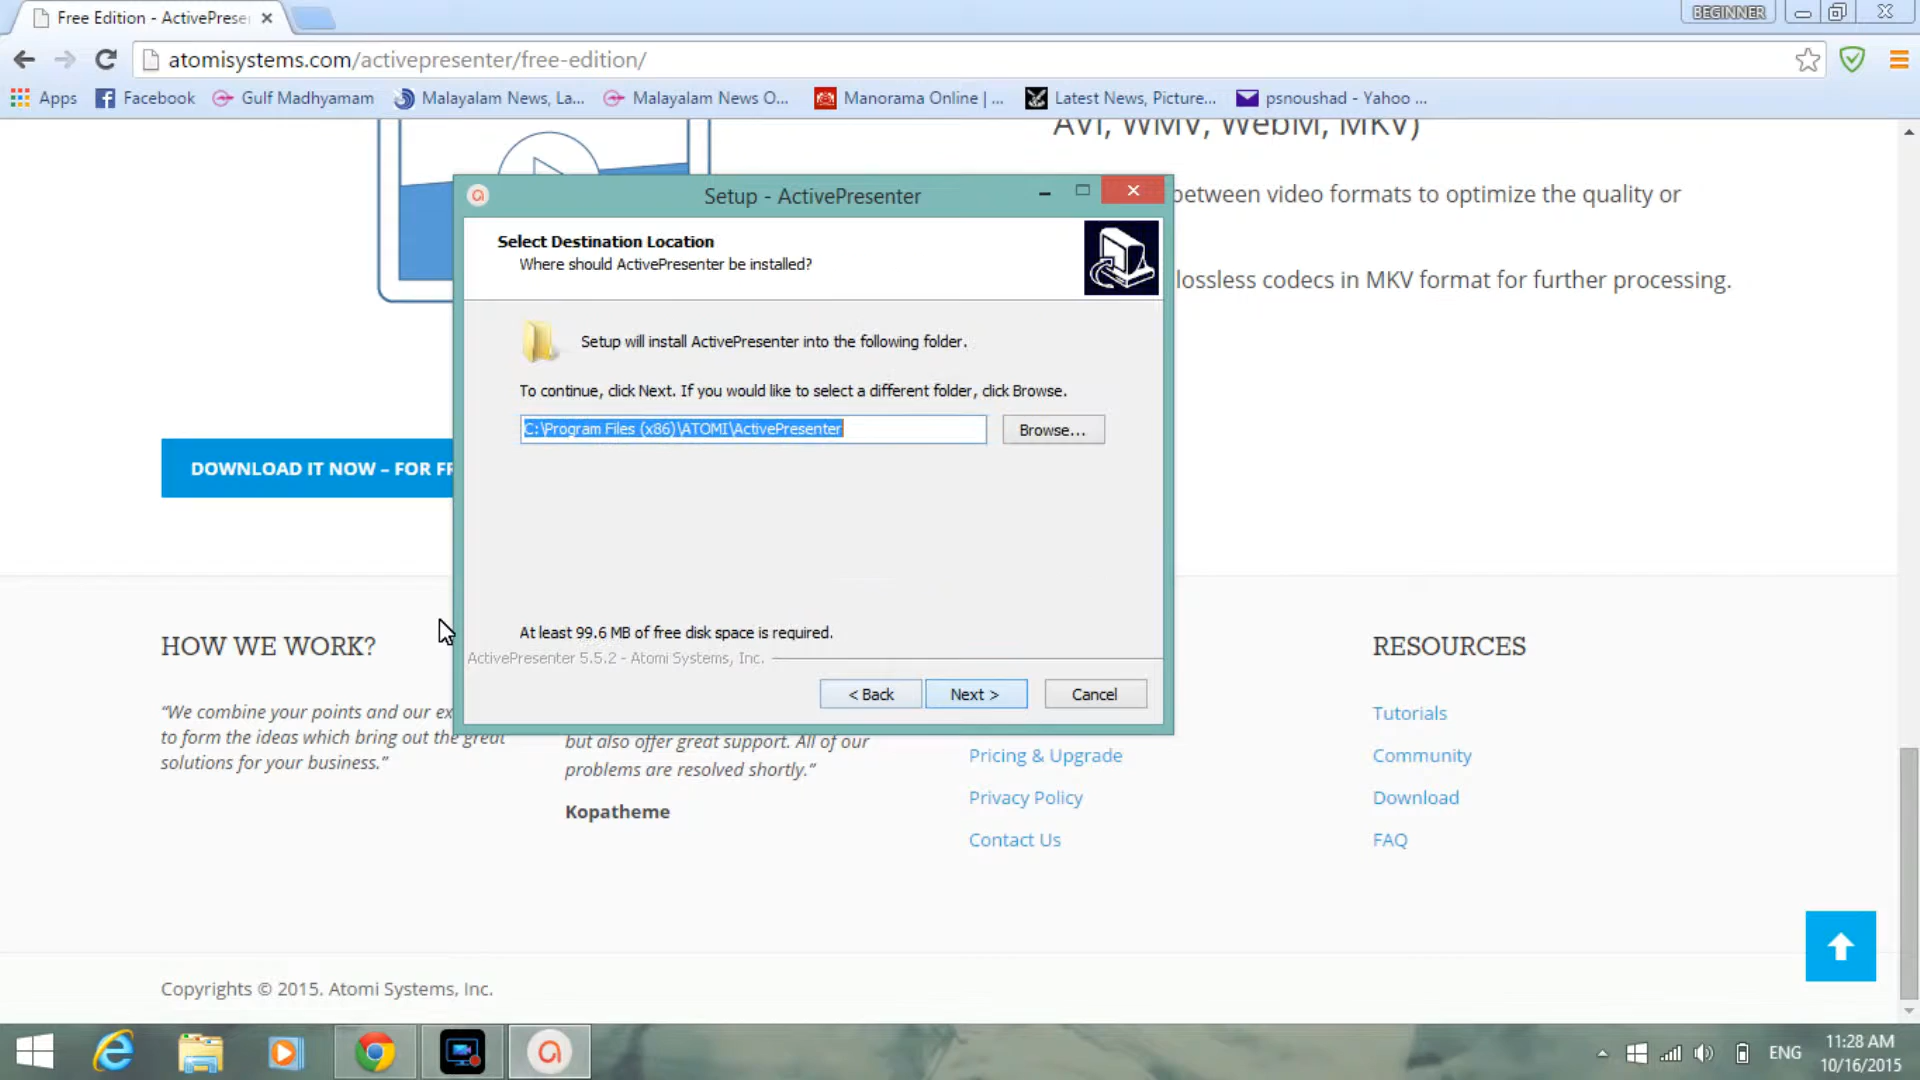 Free Edition - ActivePrese
BEGINNER
atomisystems.com/activepresenter/free-edition/
Apps
Facebook
Gulf Madhyamam
Malayalam News, La...
Malayalam News O...
Manorama Online | ...
Latest News, Picture...
psnoushad - Yahoo ...
AVI, WMV, WebM, MKV)
between video formats to optimize the quality or
lossless codecs in MKV format for further processing.
Setup - ActivePresenter
Select Destination Location
Where should ActivePresenter be installed?
Setup will install ActivePresenter into the following folder.
To continue, click Next. If you would like to select a different folder, click Browse.
C:\Program Files (x86)\ATOMI\ActivePresenter
Browse...
At least 99.6 MB of free disk space is required.
ActivePresenter 5.5.2 - Atomi Systems, Inc.
< Back
Next >
Cancel
DOWNLOAD IT NOW – FOR FR
HOW WE WORK?
“We combine your points and our ex
to form the ideas which bring out the great
solutions for your business.”
but also offer great support. All of our
problems are resolved shortly.”
Kopatheme
Pricing & Upgrade
Privacy Policy
Contact Us
RESOURCES
Tutorials
Community
Download
FAQ
Copyrights © 2015. Atomi Systems, Inc.
ENG
11:28 AM
10/16/2015